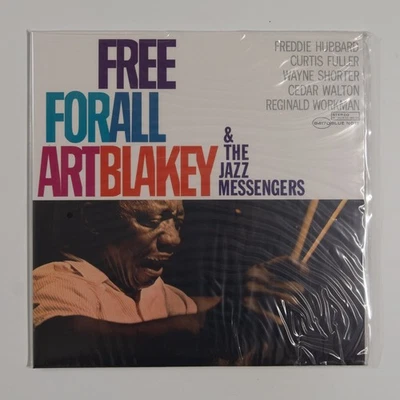 FREE
FORALL
ARTBLAKEY
& THE JAZZ MESSENGERS
FREDDIE HUBBARD
CURTIS FULLER
WAYNE SHORTER
CEDAR WALTON
REGINALD WORKMAN